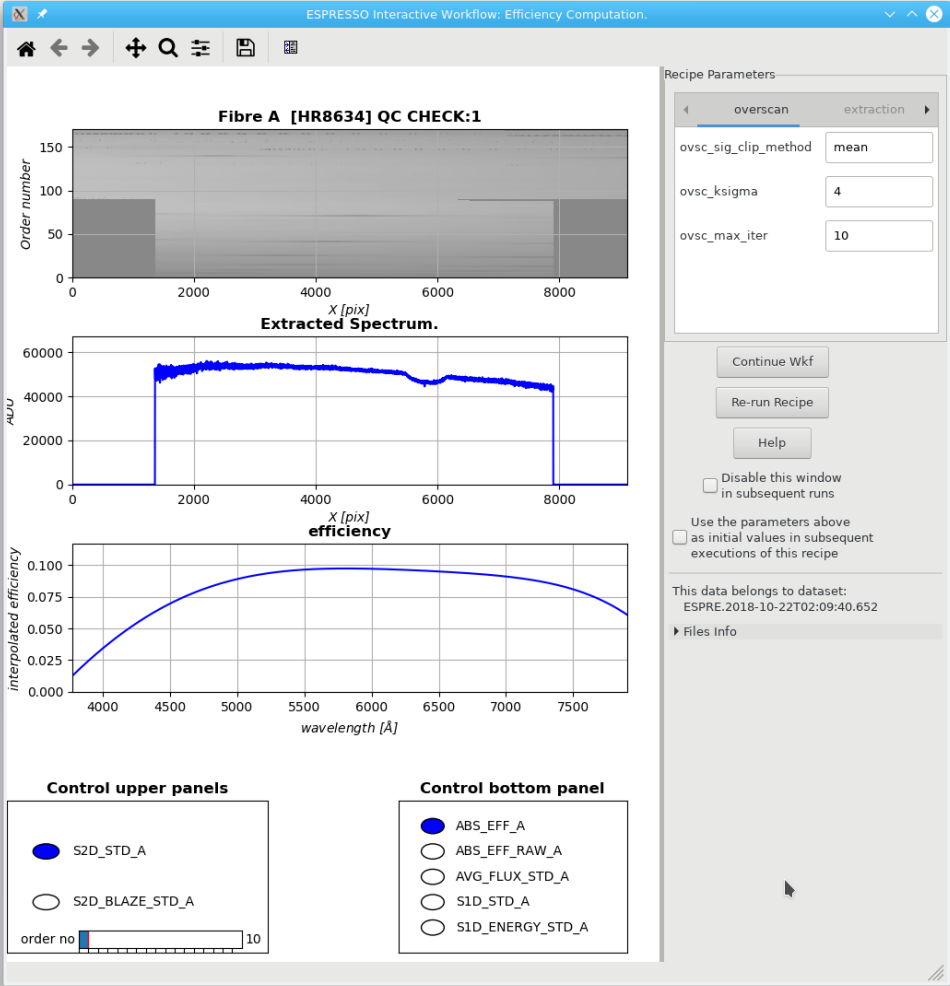 ESPRESSO Interactive Workflow: Efficiency Computation.
Fibre A [HR8634] QC CHECK:1
Order number
150
100
50
0
0 2000 4000 6000 8000
X [pix]
Extracted Spectrum.
ADU
60000
40000
20000
0
0 2000 4000 6000 8000
X [pix]
efficiency
interpolated efficiency
0.100
0.075
0.050
0.025
0.000
4000 4500 5000 5500 6000 6500 7000 7500
wavelength [Å]
Control upper panels
S2D_STD_A
S2D_BLAZE_STD_A
order no 10
Control bottom panel
ABS_EFF_A
ABS_EFF_RAW_A
AVG_FLUX_STD_A
S1D_STD_A
S1D_ENERGY_STD_A
Recipe Parameters
overscan extraction
ovsc_sig_clip_method mean
ovsc_ksigma 4
ovsc_max_iter 10
Continue Wkf
Re-run Recipe
Help
Disable this window
in subsequent runs
Use the parameters above
as initial values in subsequent
executions of this recipe
This data belongs to dataset:
ESPRE.2018-10-22T02:09:40.652
Files Info